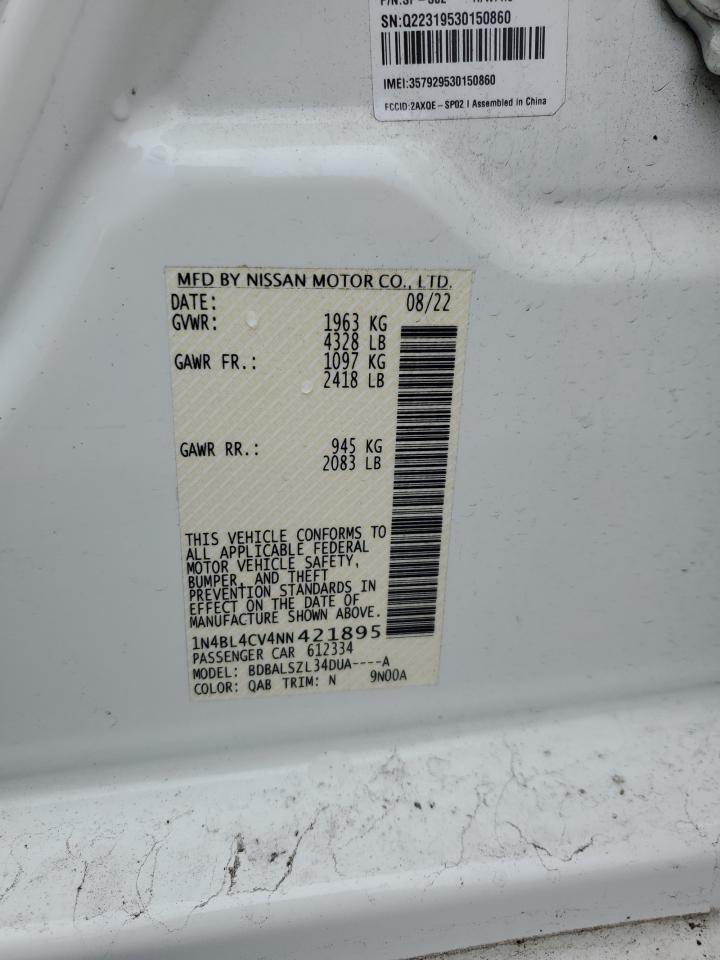 SN:Q22319530150860
IMEI:357929530150860
FCCID:2AXQE-SP02 | Assembled in China
MFD BY NISSAN MOTOR CO., LTD.
DATE: 08/22
GVWR: 1963 KG
4328 LB
GAWR FR.: 1097 KG
2418 LB
GAWR RR.: 945 KG
2083 LB
THIS VEHICLE CONFORMS TO
ALL APPLICABLE FEDERAL
MOTOR VEHICLE SAFETY,
BUMPER, AND THEFT
PREVENTION STANDARDS IN
EFFECT ON THE DATE OF
MANUFACTURE SHOWN ABOVE.
1N4BL4CV4NN421895
PASSENGER CAR 612334
MODEL: BDBALSZL34DUA----A
COLOR: QAB TRIM: N 9N00A